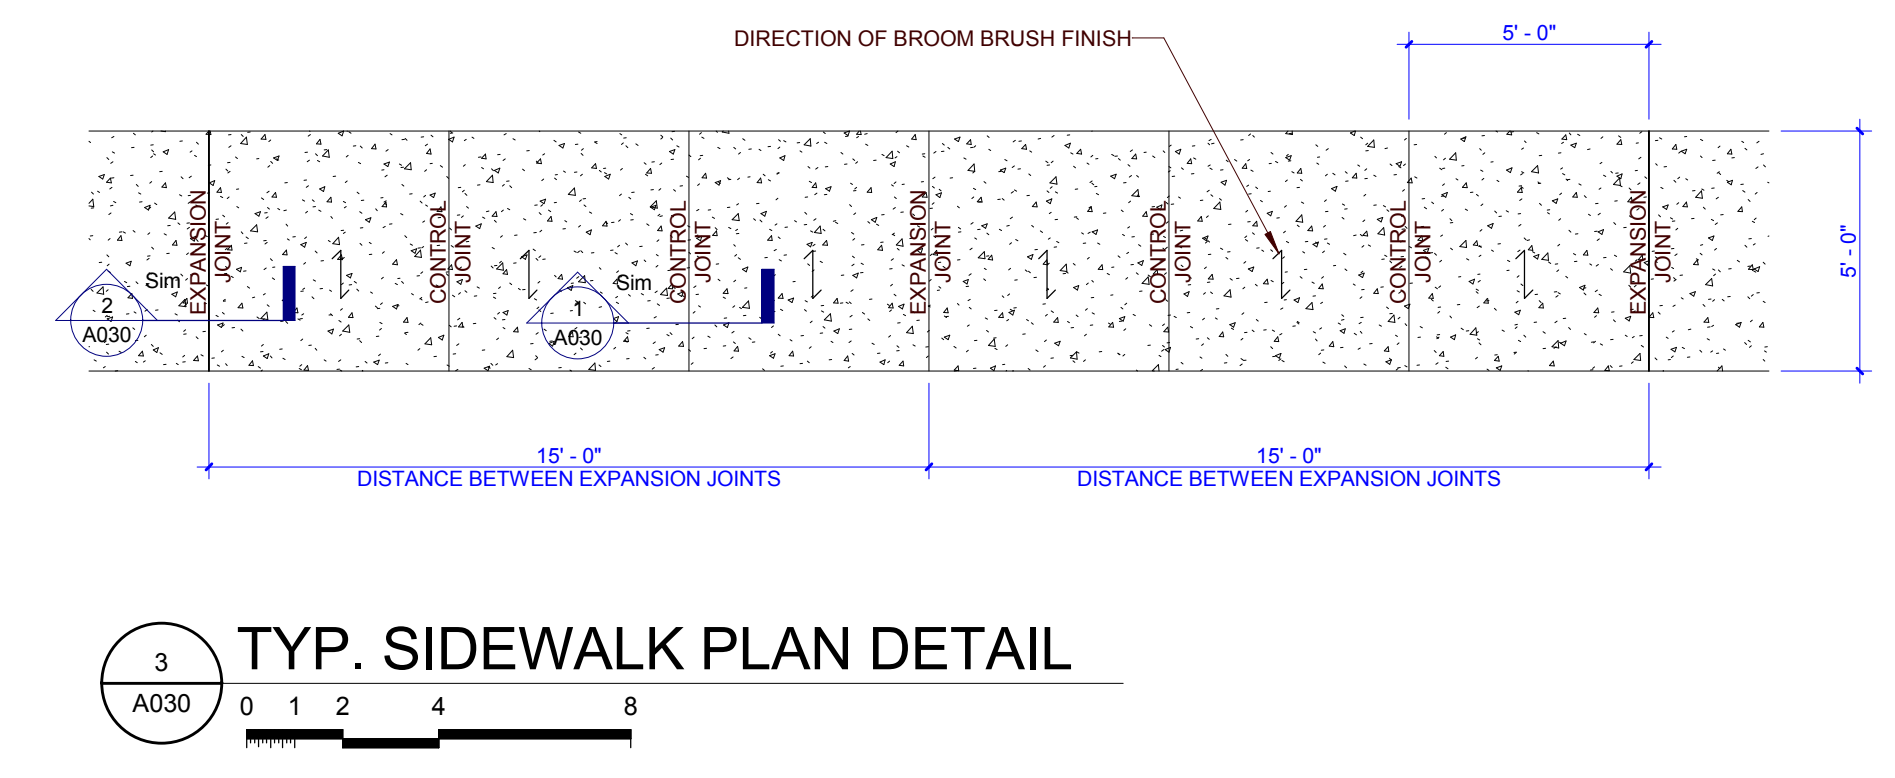 DIRECTION OF BROOM BRUSH FINISH
5' - 0"
EXPANSION
JOINT
CONTROL
JOINT
CONTROL
JOINT
EXPANSION
JOINT
CONTROL
JOINT
CONTROL
JOINT
EXPANSION
JOINT
5' - 0"
Sim
2
A030
Sim
1
A030
15' - 0"
DISTANCE BETWEEN EXPANSION JOINTS
15' - 0"
DISTANCE BETWEEN EXPANSION JOINTS
3
A030
TYP. SIDEWALK PLAN DETAIL
0 1 2 4 8